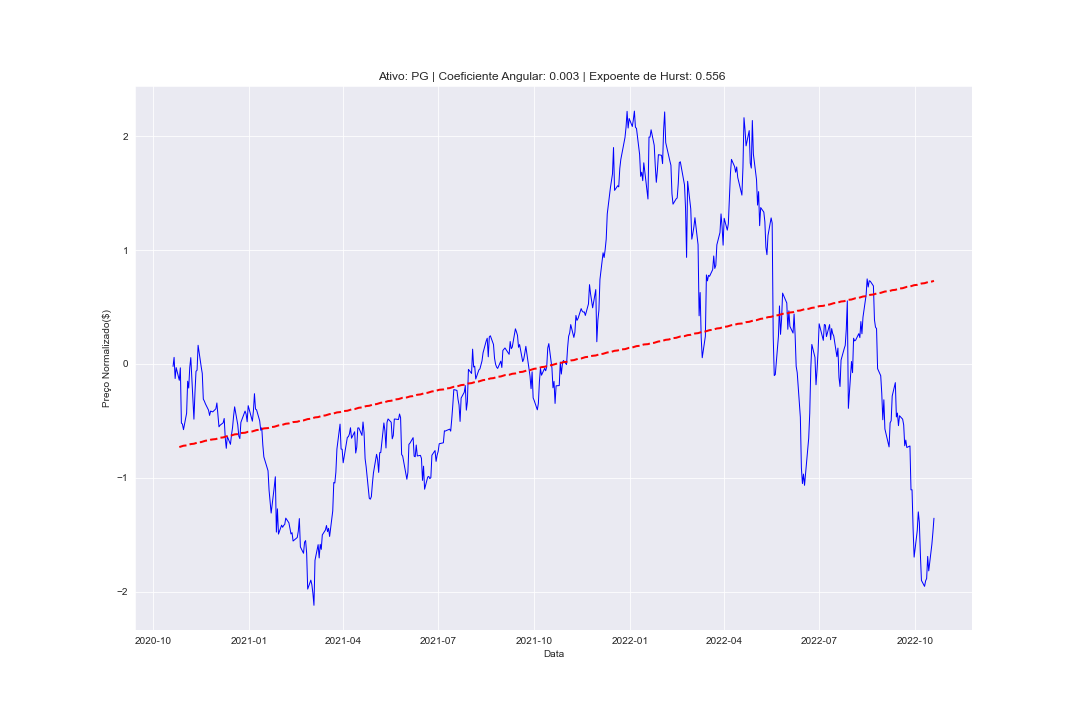 Ativo: PG | Coeficiente Angular: 0.003 | Expoente de Hurst: 0.556
Preço Normalizado($)
2
1
0
−1
−2
2020-10 2021-01 2021-04 2021-07 2021-10 2022-01 2022-04 2022-07 2022-10
Data